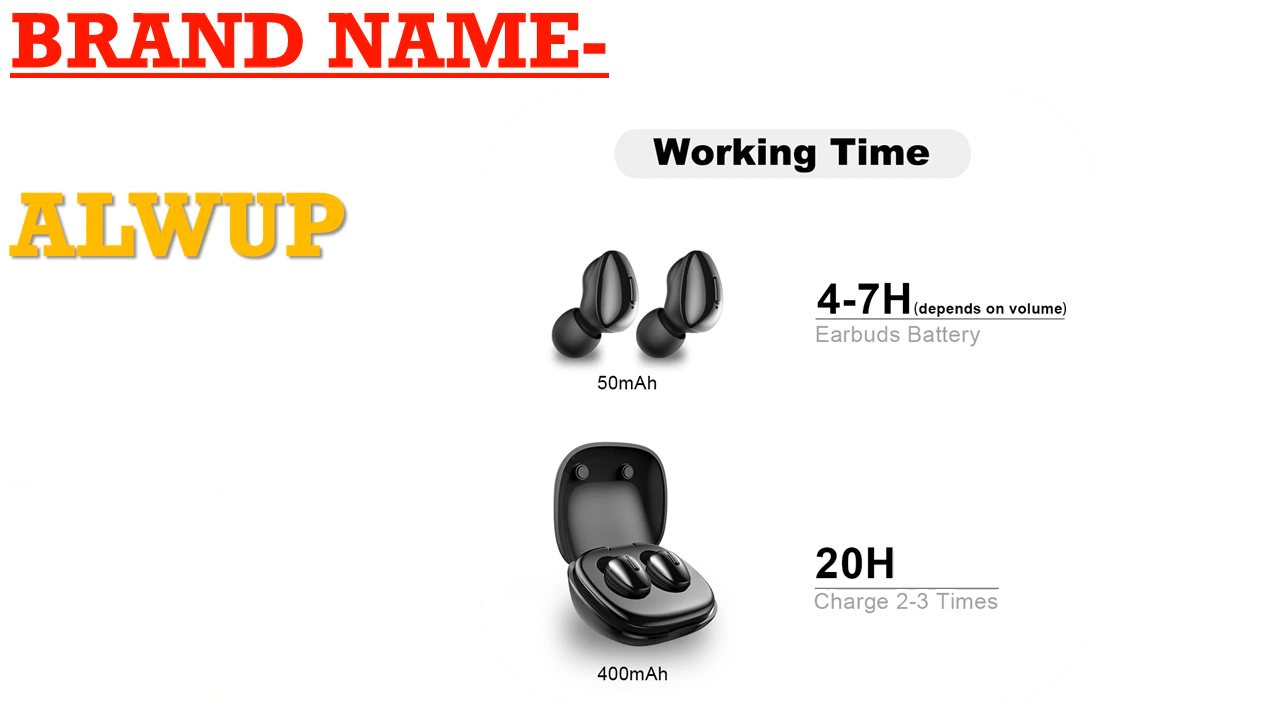 BRAND NAME-
Working Time
ALWUP
4-7H(depends on volume)
Earbuds Battery
50mAh
20H
Charge 2-3 Times
400mAh